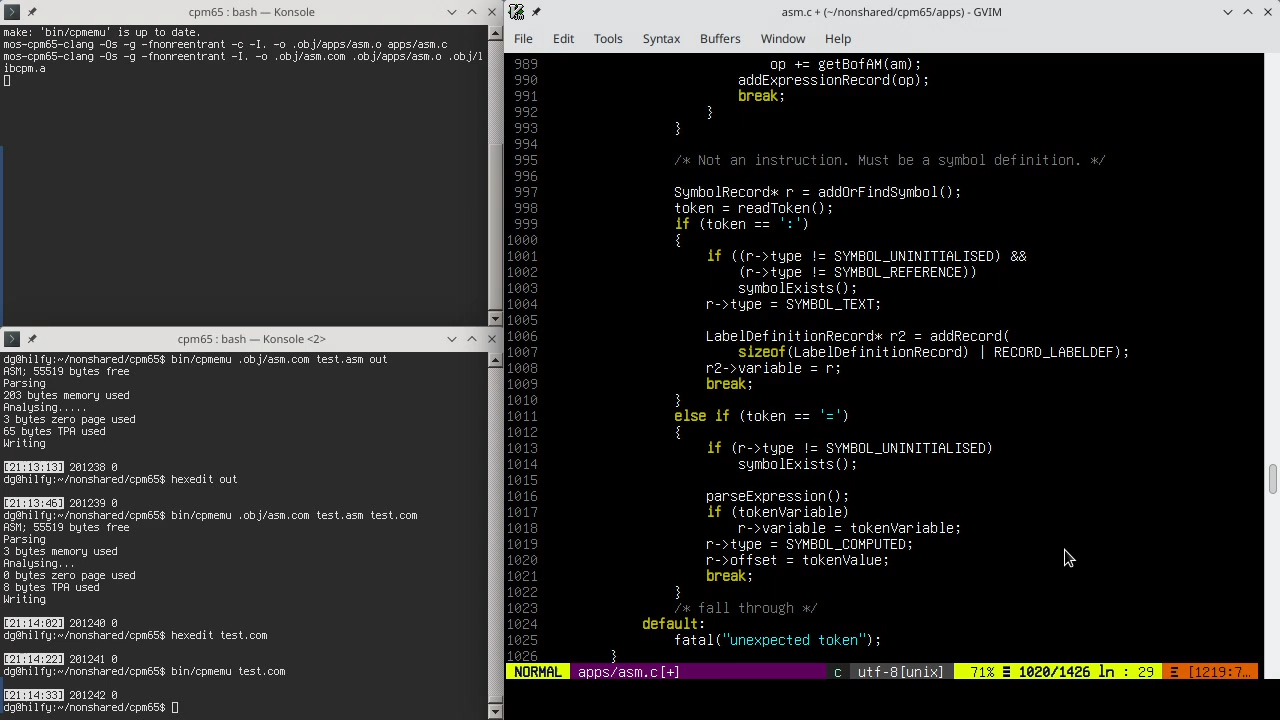 cpm65 : bash — Konsole
make: 'bin/cpmemu' is up to date.
mos-cpm65-clang -Os -g -fnonreentrant -c -I. -o .obj/apps/asm.o apps/asm.c
mos-cpm65-clang -Os -g -fnonreentrant -I. -o .obj/asm.com .obj/apps/asm.o .obj/l
ibcpm.a
cpm65 : bash — Konsole <2>
dg@hilfy:~/nonshared/cpm65$ bin/cpmemu .obj/asm.com test.asm out
ASM; 55519 bytes free
Parsing
203 bytes memory used
Analysing.....
3 bytes zero page used
65 bytes TPA used
Writing
[21:13:13] 201238 0
dg@hilfy:~/nonshared/cpm65$ hexedit out
[21:13:46] 201239 0
dg@hilfy:~/nonshared/cpm65$ bin/cpmemu .obj/asm.com test.asm test.com
ASM; 55519 bytes free
Parsing
3 bytes memory used
Analysing...
0 bytes zero page used
8 bytes TPA used
Writing
[21:14:02] 201240 0
dg@hilfy:~/nonshared/cpm65$ hexedit test.com
[21:14:22] 201241 0
dg@hilfy:~/nonshared/cpm65$ bin/cpmemu test.com
[21:14:33] 201242 0
dg@hilfy:~/nonshared/cpm65$
asm.c + (~/nonshared/cpm65/apps) - GVIM
File Edit Tools Syntax Buffers Window Help
989 op += getBofAM(am);
990 addExpressionRecord(op);
991 break;
992 }
993 }
994
995 /* Not an instruction. Must be a symbol definition. */
996
997 SymbolRecord* r = addOrFindSymbol();
998 token = readToken();
999 if (token == ':')
1000 {
1001 if ((r->type != SYMBOL_UNINITIALISED) &&
1002 (r->type != SYMBOL_REFERENCE))
1003 symbolExists();
1004 r->type = SYMBOL_TEXT;
1005
1006 LabelDefinitionRecord* r2 = addRecord(
1007 sizeof(LabelDefinitionRecord) | RECORD_LABELDEF);
1008 r2->variable = r;
1009 break;
1010 }
1011 else if (token == '=')
1012 {
1013 if (r->type != SYMBOL_UNINITIALISED)
1014 symbolExists();
1015
1016 parseExpression();
1017 if (tokenVariable)
1018 r->variable = tokenVariable;
1019 r->type = SYMBOL_COMPUTED;
1020 r->offset = tokenValue;
1021 break;
1022 }
1023 /* fall through */
1024 default:
1025 fatal("unexpected token");
1026 }
NORMAL apps/asm.c[+] c utf-8[unix] 71% ☰ 1020/1426 ln : 29 Ξ [1219:7…